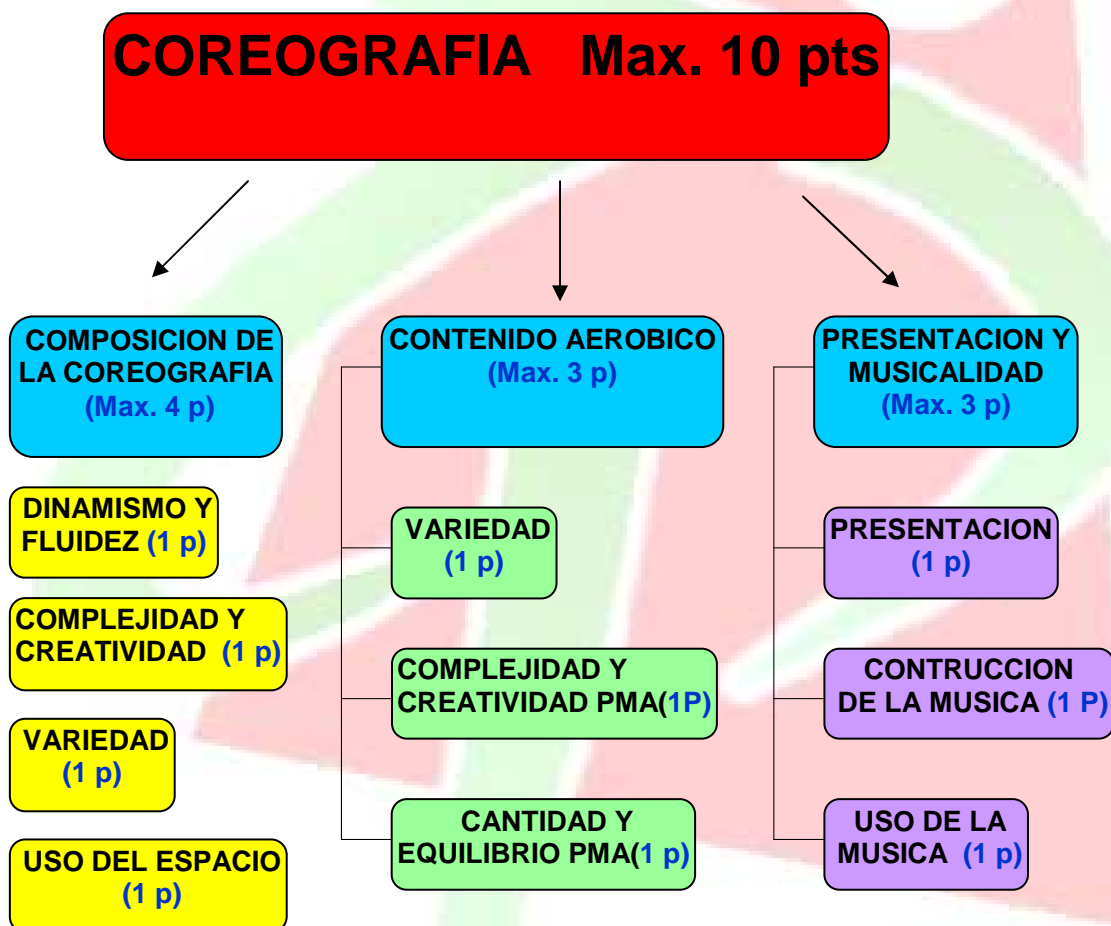 COREOGRAFIA Max. 10 pts
COMPOSICION DE
LA COREOGRAFIA
(Max. 4 p)
DINAMISMO Y
FLUIDEZ (1 p)
COMPLEJIDAD Y
CREATIVIDAD (1 p)
VARIEDAD
(1 p)
USO DEL ESPACIO
(1 p)
CONTENIDO AEROBICO
(Max. 3 p)
VARIEDAD
(1 p)
COMPLEJIDAD Y
CREATIVIDAD PMA(1P)
CANTIDAD Y
EQUILIBRIO PMA(1 p)
PRESENTACION Y
MUSICALIDAD
(Max. 3 p)
PRESENTACION
(1 p)
CONTRUCCION
DE LA MUSICA (1 P)
USO DE LA
MUSICA (1 p)